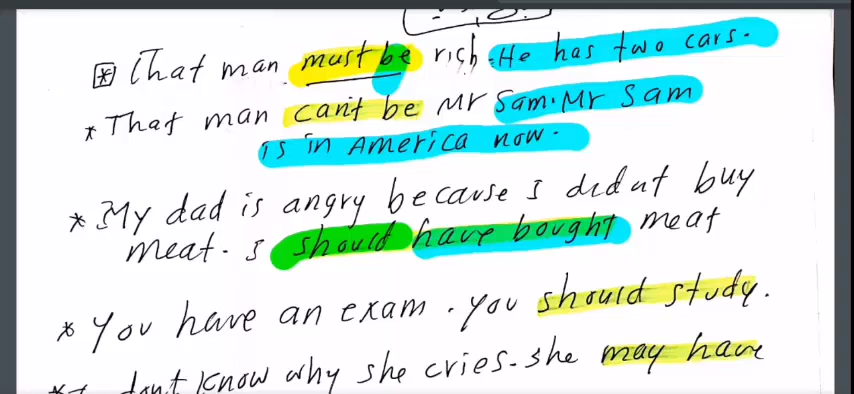 That man must be rich. He has two cars.
* That man can't be Mr Sam. Mr Sam
is in America now.
* My dad is angry because I didnt buy
meat. I should have bought meat
* You have an exam. you should study.
dont know why she cries. she may have